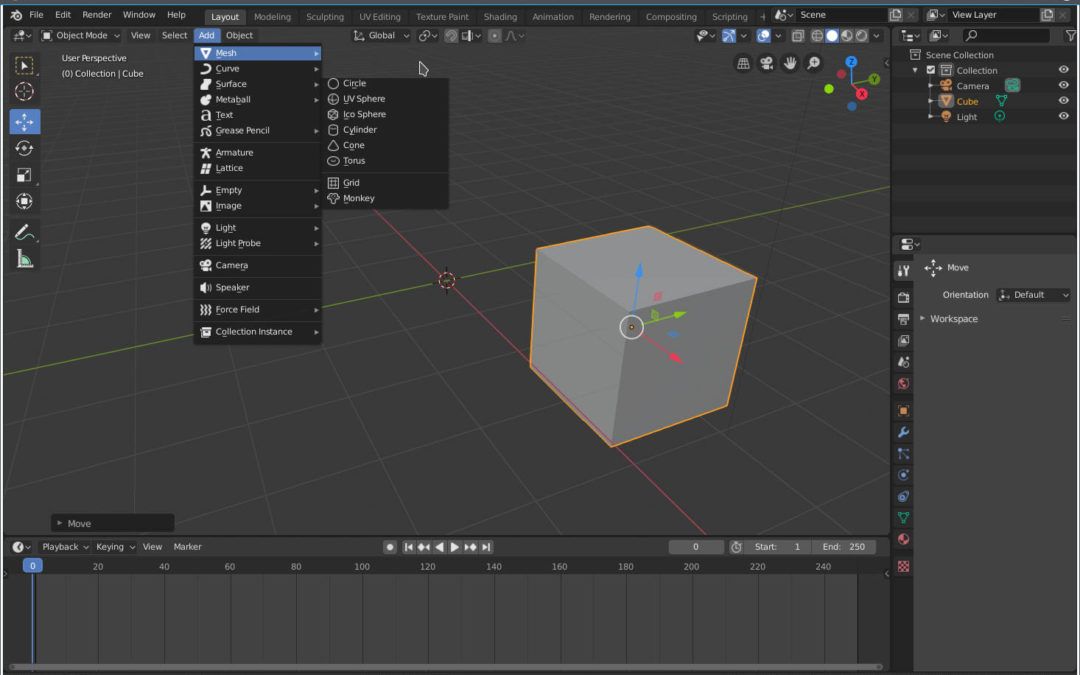 File Edit Render Window Help Layout Modeling Sculpting UV Editing Texture Paint Shading Animation Rendering Compositing Scripting + Scene View Layer
Object Mode View Select Add Object Global
User Perspective
(0) Collection | Cube
Mesh
Curve
Surface
Metaball
Text
Grease Pencil
Armature
Lattice
Empty
Image
Light
Light Probe
Camera
Speaker
Force Field
Collection Instance
Circle
UV Sphere
Ico Sphere
Cylinder
Cone
Torus
Grid
Monkey
Z
Y
X
Scene Collection
Collection
Camera
Cube
Light
Move
Orientation Default
Workspace
Move
Playback Keying View Marker 0 Start: 1 End: 250
0 20 40 60 80 100 120 140 160 180 200 220 240